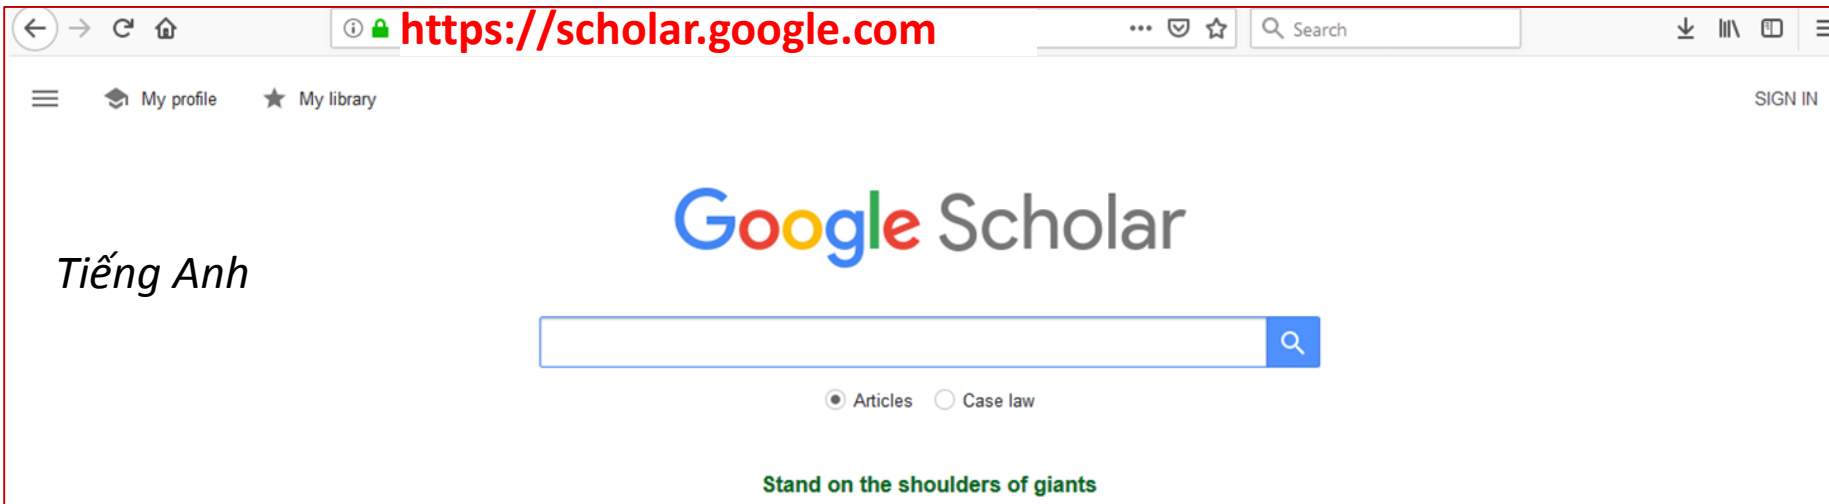 https://scholar.google.com
Search
My profile
My library
SIGN IN
Google Scholar
Tiếng Anh
Articles
Case law
Stand on the shoulders of giants